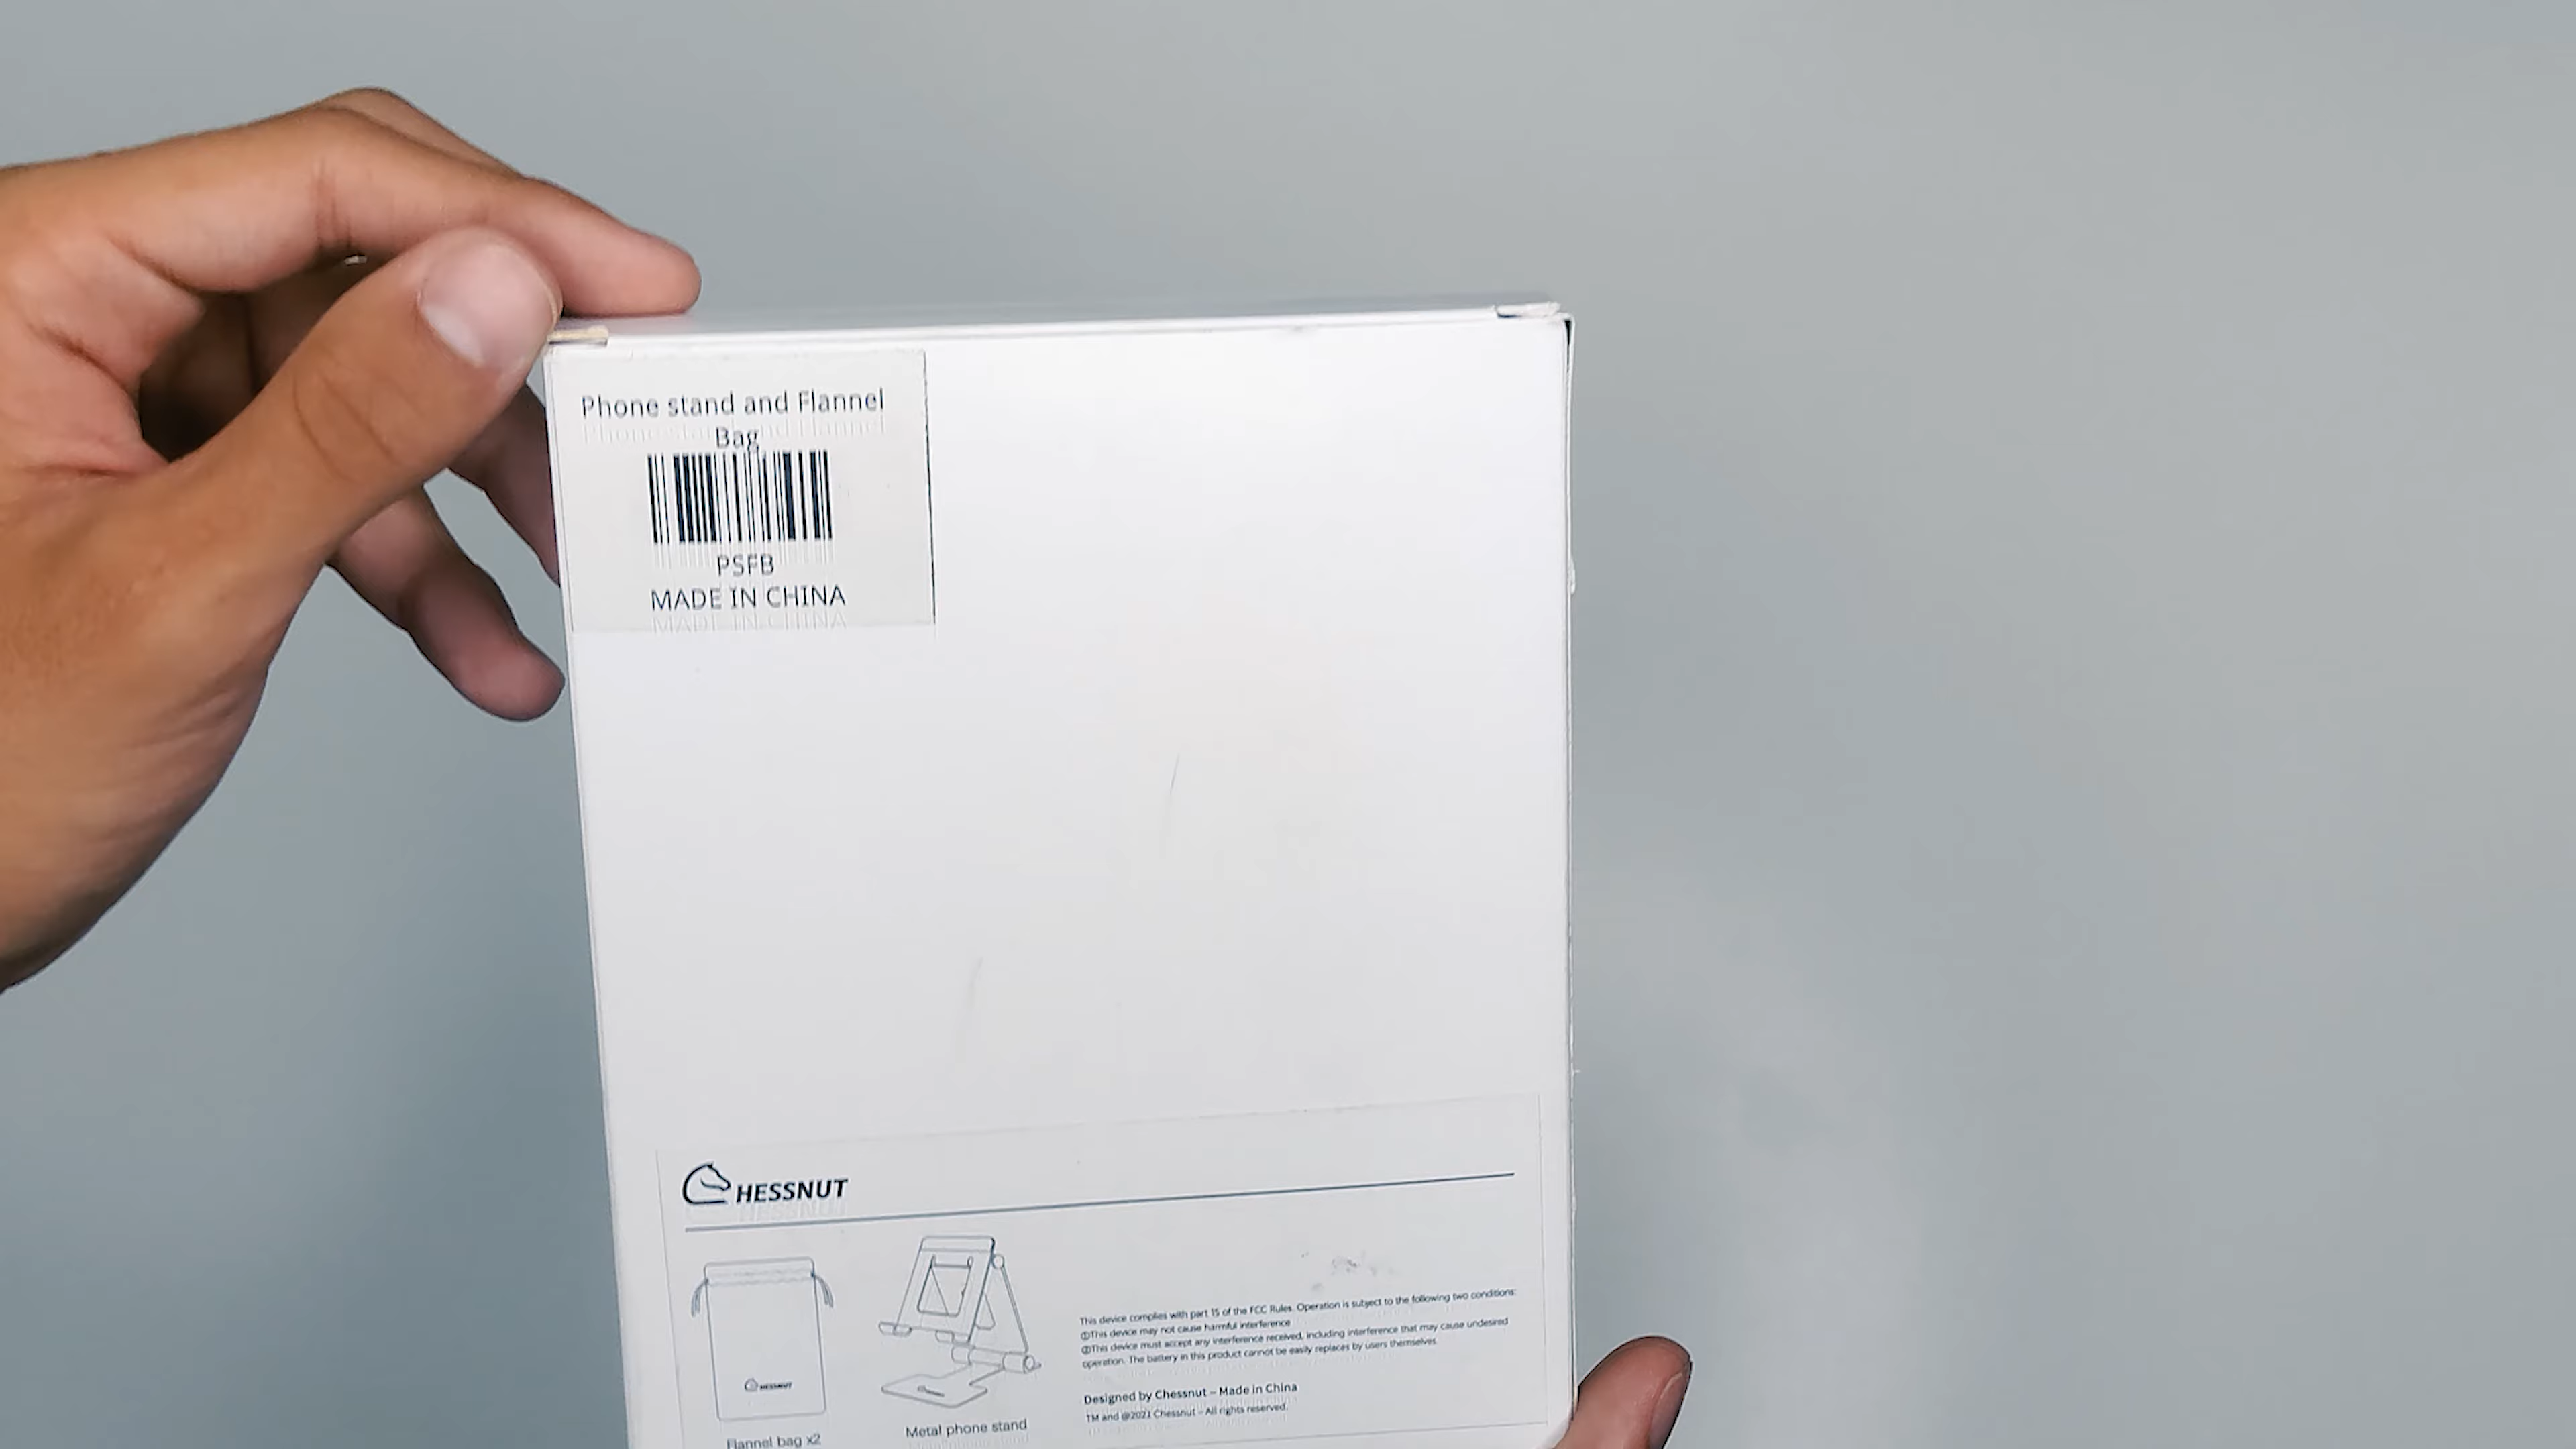 Phone stand and Flannel
Bag
PSFB
MADE IN CHINA
HESSNUT
HESSNUT
Flannel bag x2
Metal phone stand
This device complies with part 15 of the FCC Rules. Operation is subject to the following two conditions:
①This device may not cause harmful interference
②This device must accept any interference received, including interference that may cause undesired
operation. The battery in this product cannot be easily replaces by users themselves.
Designed by Chessnut – Made in China
TM and @2021 Chessnut – All rights reserved.